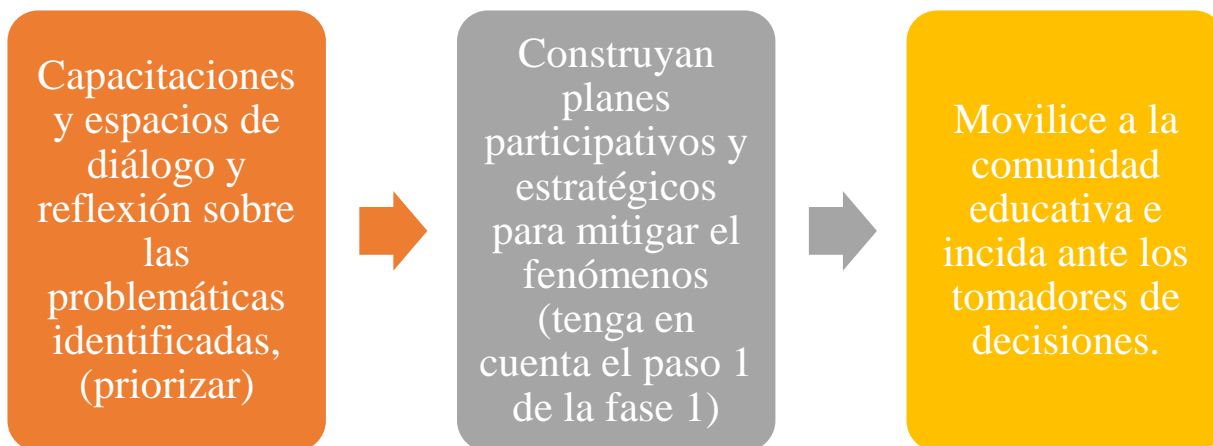 Capacitaciones
y espacios de
diálogo y
reflexión sobre
las
problemáticas
identificadas,
(priorizar)
Construyan
planes
participativos y
estratégicos
para mitigar el
fenómenos
(tenga en
cuenta el paso 1
de la fase 1)
Movilice a la
comunidad
educativa e
incida ante los
tomadores de
decisiones.